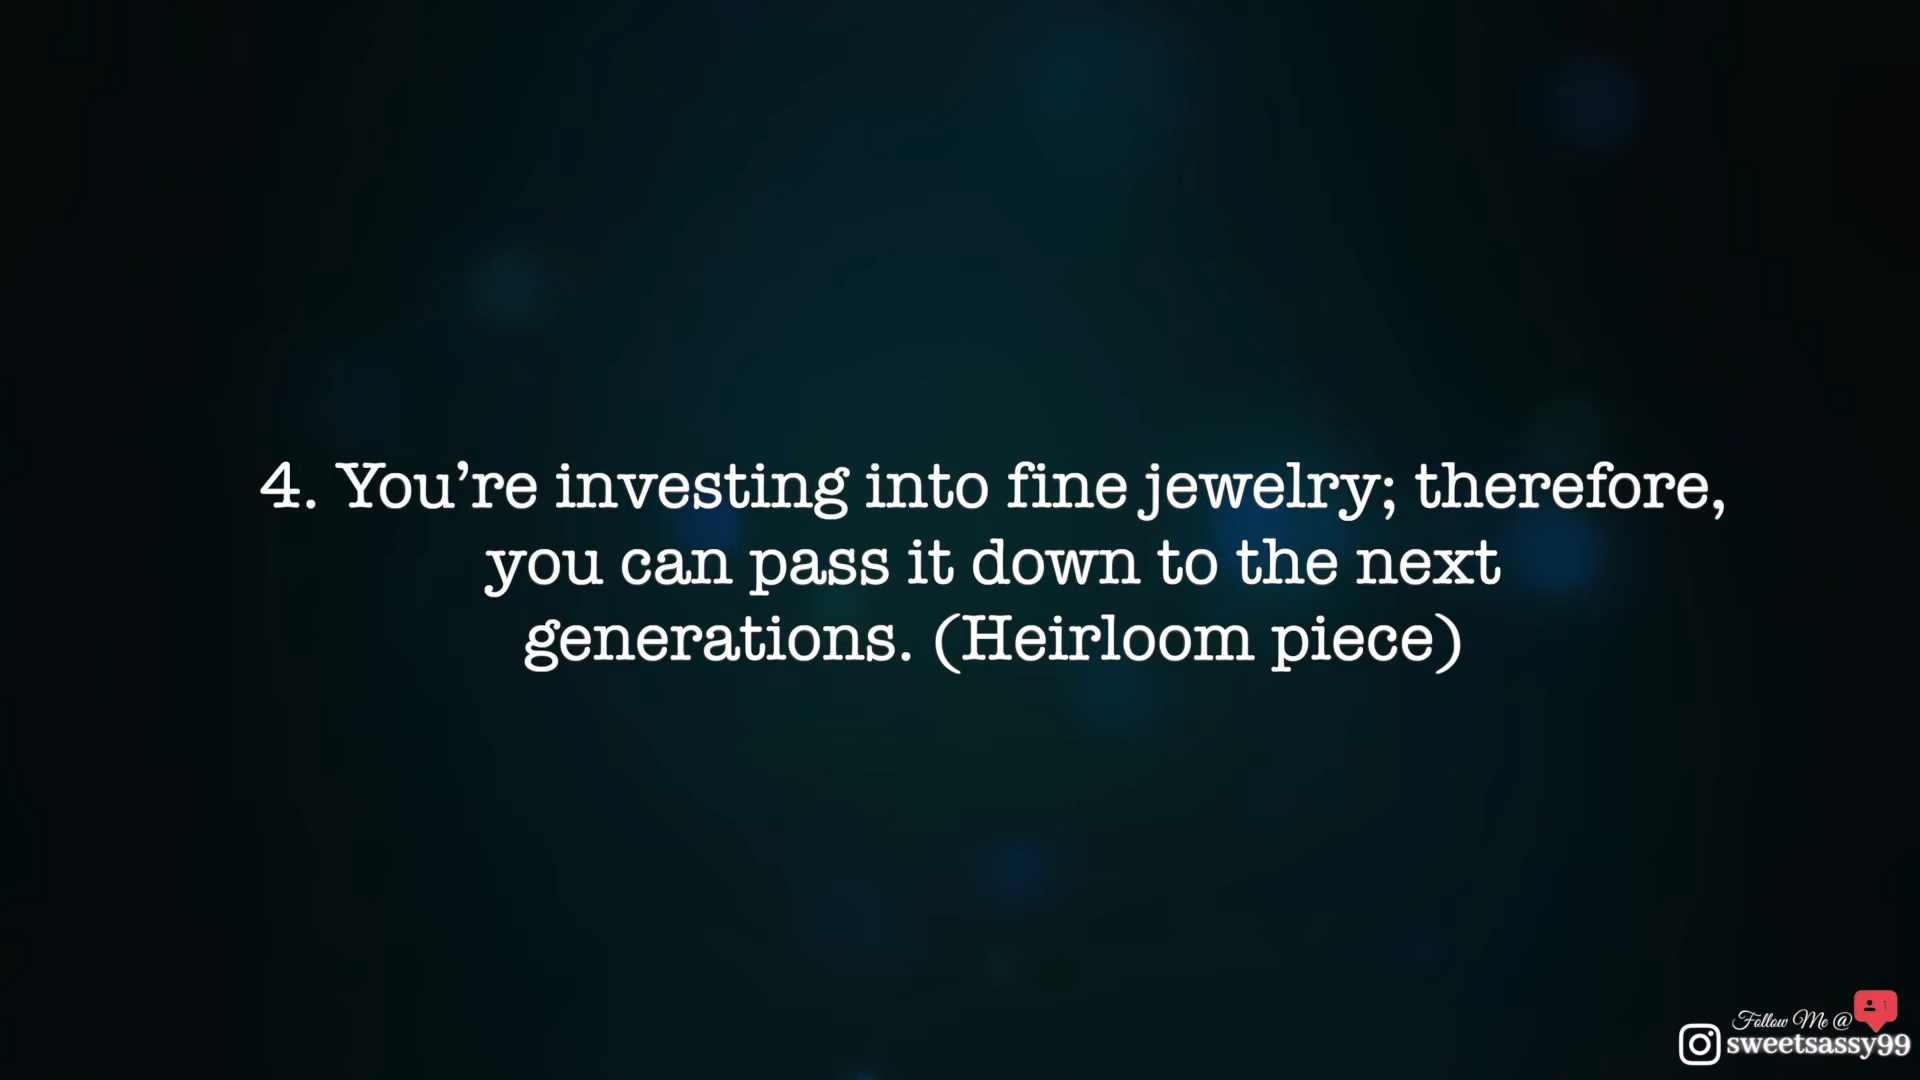 4. You’re investing into fine jewelry; therefore,
you can pass it down to the next
generations. (Heirloom piece)
Follow Me @
1
sweetsassy99